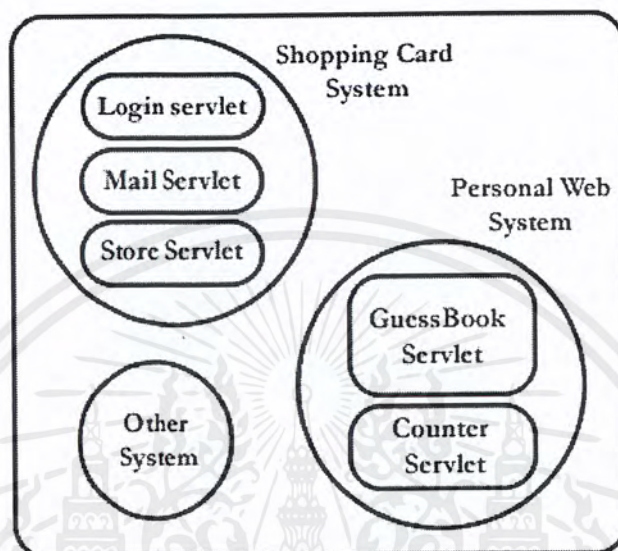 Shopping Card
System
Login servlet
Mail Servlet
Store Servlet
Personal Web
System
GuessBook
Servlet
Counter
Servlet
Other
System